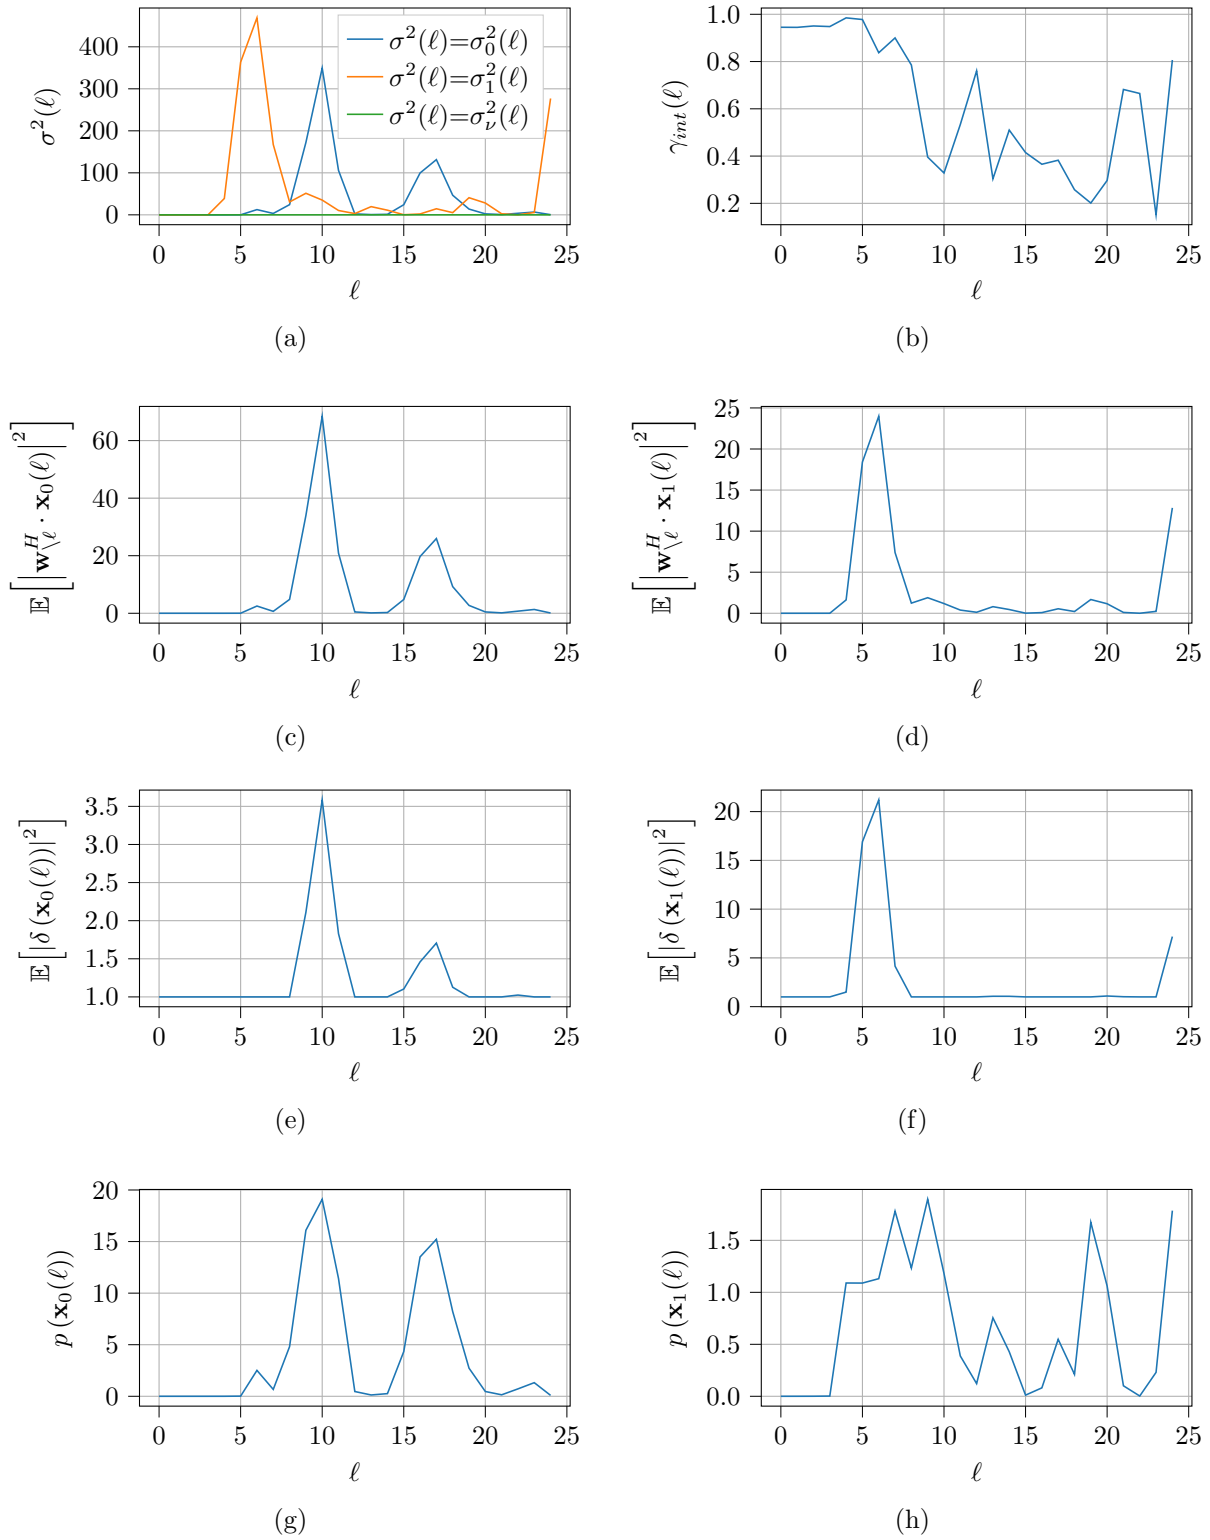 σ²(ℓ)
0
100
200
300
400
0 5 10 15 20 25
ℓ
σ²(ℓ)=σ₀²(ℓ)
σ²(ℓ)=σ₁²(ℓ)
σ²(ℓ)=σ_ν²(ℓ)
(a)
γ_int(ℓ)
1.0
0.8
0.6
0.4
0.2
0 5 10 15 20 25
ℓ
(b)
𝔼[|𝐰^H_{\ℓ} · 𝐱₀(ℓ)|²]
60
40
20
0
0 5 10 15 20 25
ℓ
(c)
𝔼[|𝐰^H_{\ℓ} · 𝐱₁(ℓ)|²]
25
20
15
10
5
0
0 5 10 15 20 25
ℓ
(d)
𝔼[|δ(𝐱₀(ℓ))|²]
3.5
3.0
2.5
2.0
1.5
1.0
0 5 10 15 20 25
ℓ
(e)
𝔼[|δ(𝐱₁(ℓ))|²]
20
15
10
5
0
0 5 10 15 20 25
ℓ
(f)
p(𝐱₀(ℓ))
20
15
10
5
0
0 5 10 15 20 25
ℓ
(g)
p(𝐱₁(ℓ))
1.5
1.0
0.5
0.0
0 5 10 15 20 25
ℓ
(h)